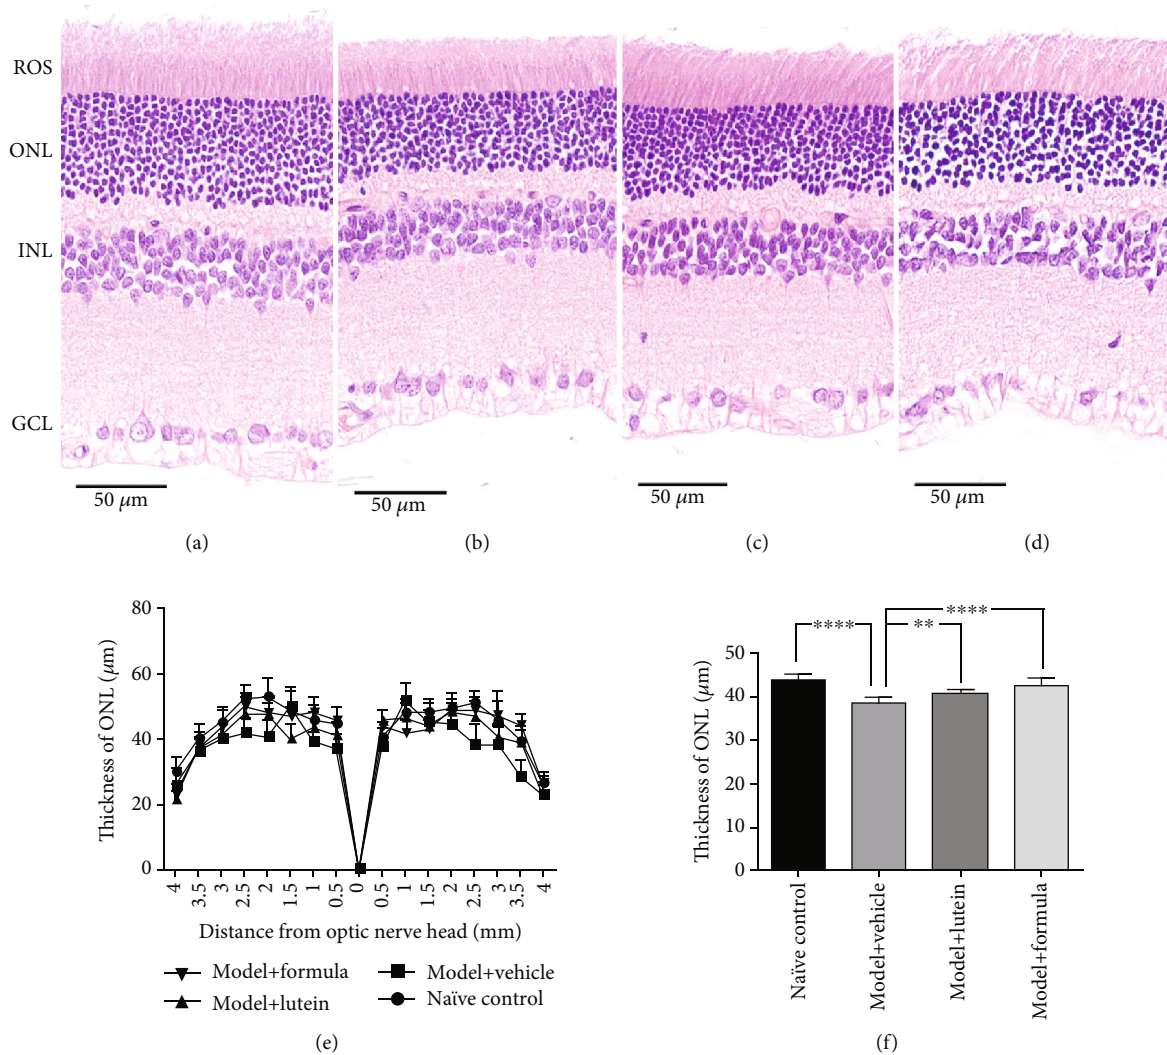 ROS
ONL
INL
GCL
50 μm
50 μm
50 μm
50 μm
(a)
(b)
(c)
(d)
Thickness of ONL (μm)
80
60
40
20
0
4
3.5
3
2.5
2
1.5
1
0.5
0
0.5
1
1.5
2
2.5
3
3.5
4
Distance from optic nerve head (mm)
Model+formula
Model+vehicle
Model+lutein
Naïve control
(e)
Thickness of ONL (μm)
50
40
30
20
10
0
****
**
****
Naïve control
Model+vehicle
Model+lutein
Model+formula
(f)